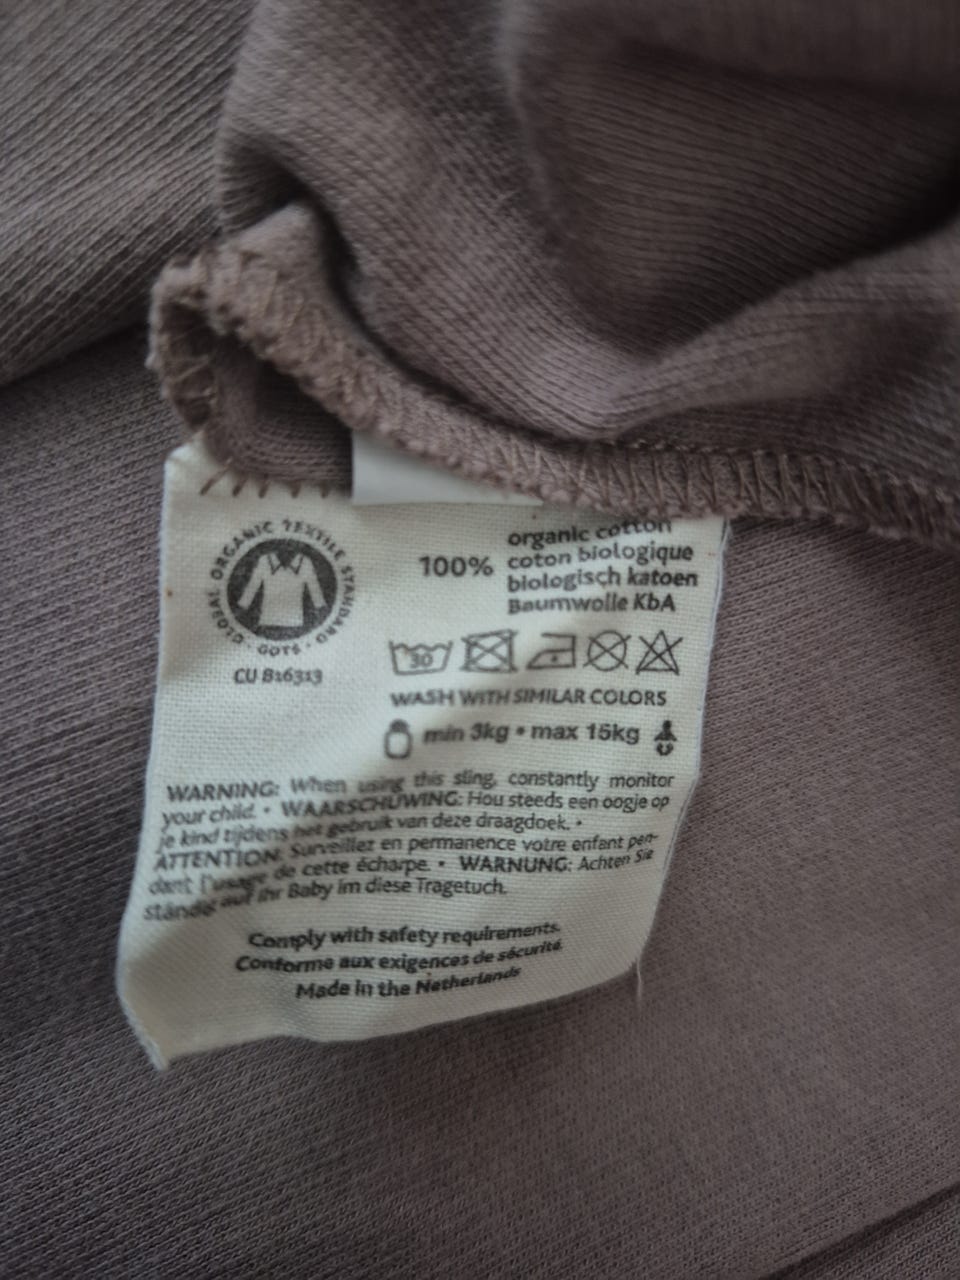 GLOBAL ORGANIC TEXTILE STANDARD · GOTS ·
CU 816313
100%
organic cotton
coton biologique
biologisch katoen
Baumwolle KbA
30
WASH WITH SIMILAR COLORS
min 3kg • max 15kg
WARNING: When using this sling, constantly monitor
your child. • WAARSCHUWING: Hou steeds een oogje op
je kind tijdens het gebruik van deze draagdoek. •
ATTENTION: Surveillez en permanence votre enfant pen-
dant l'usage de cette écharpe. • WARNUNG: Achten Sie
ständig auf Ihr Baby im diese Tragetuch.
Comply with safety requirements.
Conforme aux exigences de sécurité.
Made in the Netherlands